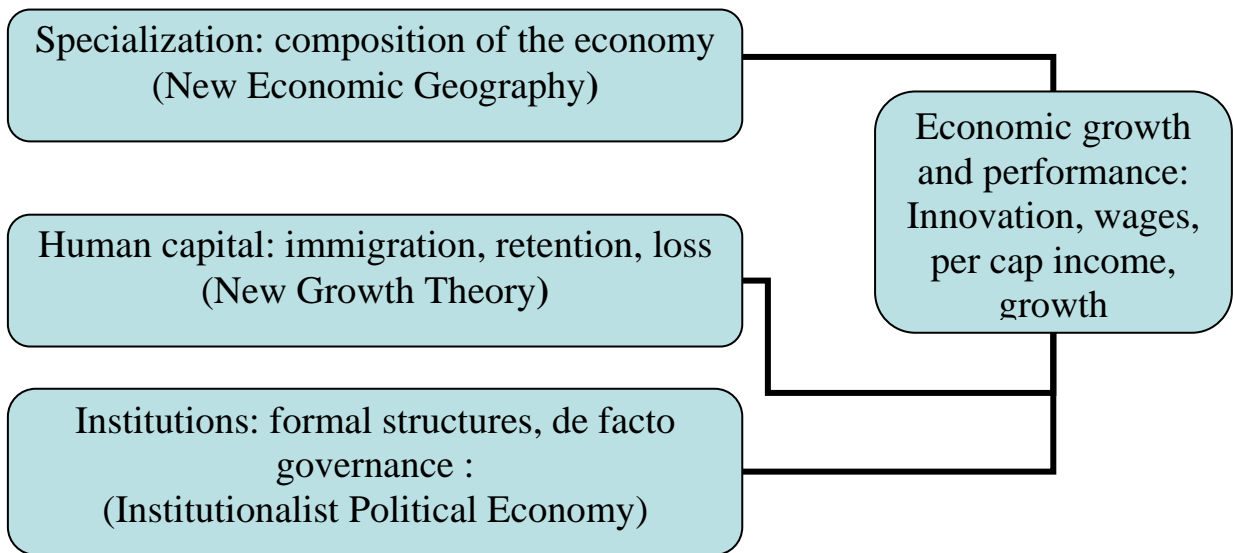 Specialization: composition of the economy
(New Economic Geography)
Human capital: immigration, retention, loss
(New Growth Theory)
Institutions: formal structures, de facto
governance :
(Institutionalist Political Economy)
Economic growth
and performance:
Innovation, wages,
per cap income,
growth